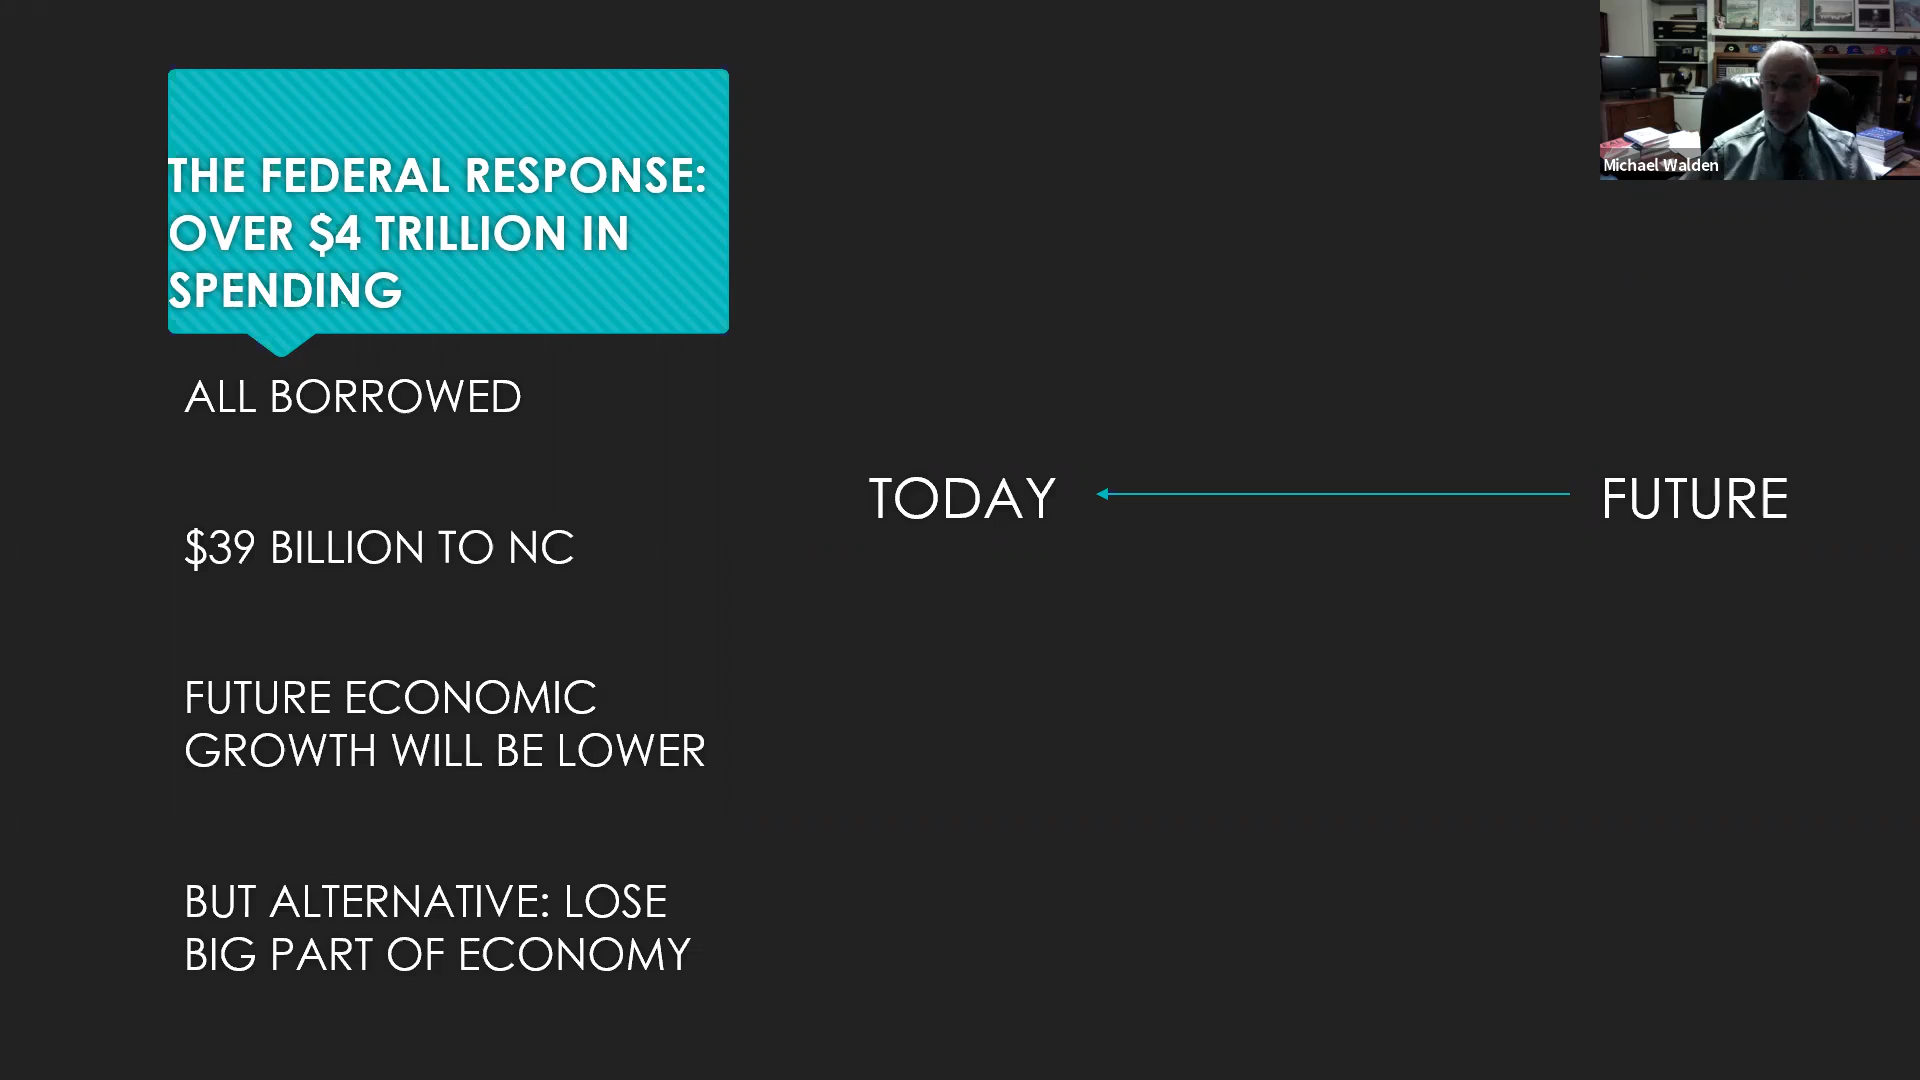 THE FEDERAL RESPONSE:
OVER $4 TRILLION IN
SPENDING
ALL BORROWED
$39 BILLION TO NC
FUTURE ECONOMIC
GROWTH WILL BE LOWER
BUT ALTERNATIVE: LOSE
BIG PART OF ECONOMY
TODAY
FUTURE
Michael Walden